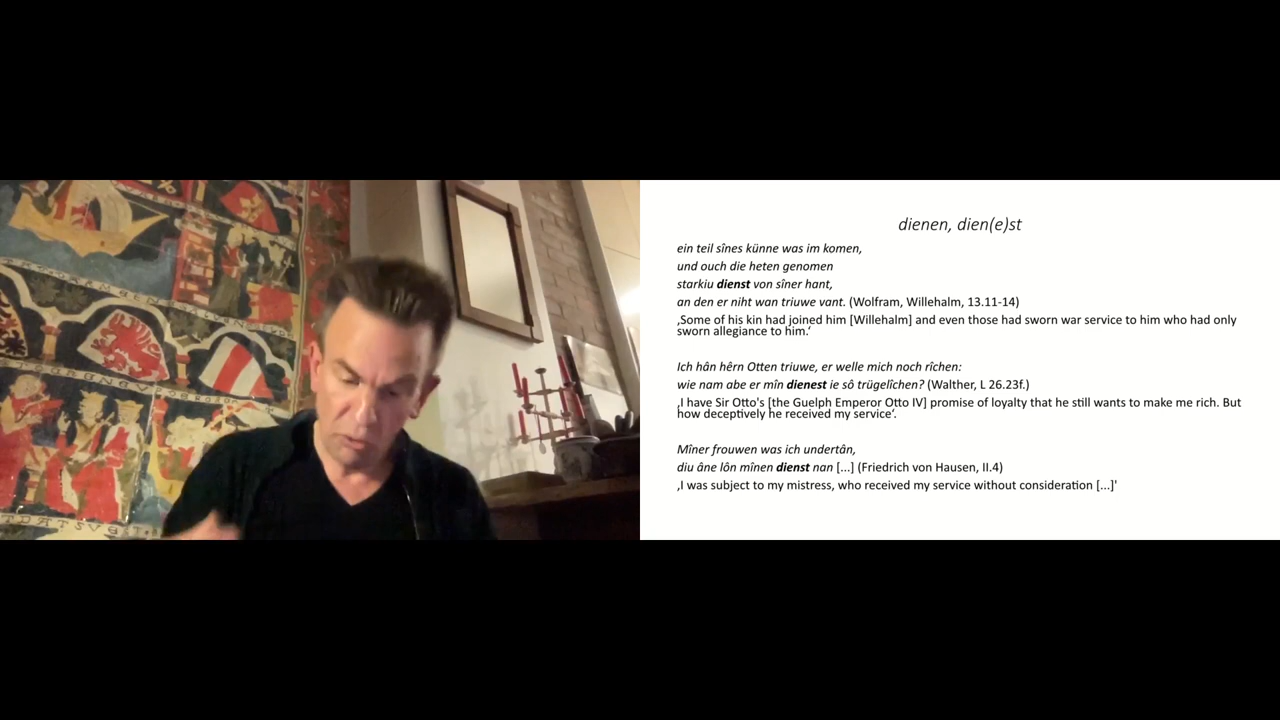 dienen, dien(e)st
ein teil sînes künne was im komen,
und ouch die heten genomen
starkiu dienst von sîner hant,
an den er niht wan triuwe vant. (Wolfram, Willehalm, 13.11-14)
‚Some of his kin had joined him [Willehalm] and even those had sworn war service to him who had only
sworn allegiance to him.‘
Ich hân hêrn Otten triuwe, er welle mich noch rîchen:
wie nam abe er mîn dienest ie sô trügelîchen? (Walther, L 26.23f.)
‚I have Sir Otto's [the Guelph Emperor Otto IV] promise of loyalty that he still wants to make me rich. But
how deceptively he received my service‘.
Mîner frouwen was ich undertân,
diu âne lôn mînen dienst nan [...] (Friedrich von Hausen, II.4)
‚I was subject to my mistress, who received my service without consideration [...]'